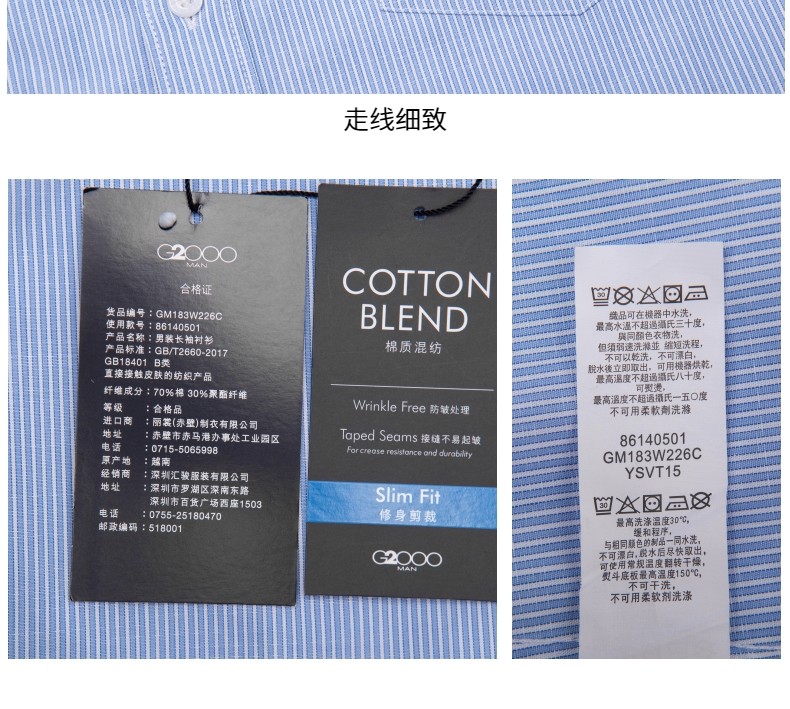 走线细致
G2000
MAN
合格证
货品编号：GM183W226C
使用款号：86140501
产品名称：男装长袖衬衫
产品标准：GB/T2660-2017
GB18401 B类
直接接触皮肤的纺织产品
纤维成分：70%棉 30%聚酯纤维
等级 ：合格品
进口商 ：丽裳(赤壁)制衣有限公司
地址 ：赤壁市赤马港办事处工业园区
电话 ：0715-5065998
原产地 ：越南
经销商 ：深圳汇骏服装有限公司
地址 ：深圳市罗湖区深南东路
深圳市百货广场西座1503
电话 ：0755-25180470
邮政编码：518001
COTTON
BLEND
棉质混纺
Wrinkle Free 防皱处理
Taped Seams 接缝不易起皱
For crease resistance and durability
Slim Fit
修身剪裁
G2000
MAN
30
織品可在機器中水洗,
最高水溫不超過攝氏三十度,
與同顏色衣物洗,
但須弱速洗滌並 縮短洗程,
不可以乾洗, 不可漂白,
脫水後立即取出, 可用機器烘乾,
最高溫度不超過攝氏八十度,
可熨燙,
最高溫度不超過攝氏一五〇度
不可用柔軟劑洗滌
86140501
GM183W226C
YSVT15
30
最高洗涤温度30℃,
缓和程序,
与相同颜色的制品一同水洗,
不可漂白,脱水后尽快取出,
可使用常规温度翻转干燥,
熨斗底板最高温度150℃,
不可干洗,
不可用柔软剂洗涤